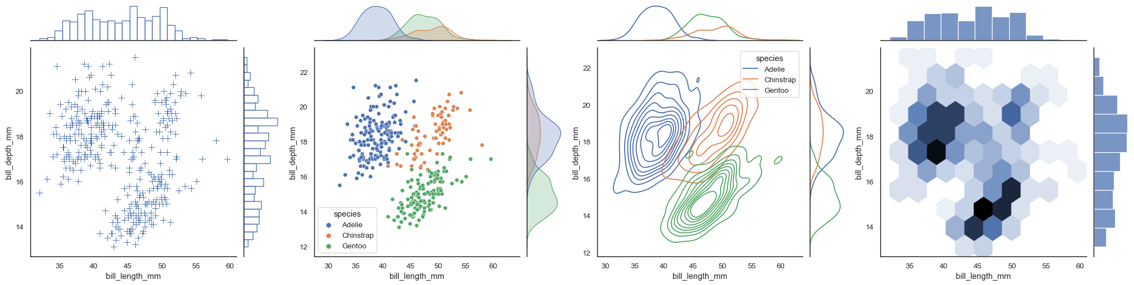 20
18
16
14
bill_depth_mm
35
40
45
50
55
60
bill_length_mm
22
20
18
16
14
12
bill_depth_mm
species
Adelie
Chinstrap
Gentoo
30
35
40
45
50
55
60
bill_length_mm
22
20
18
16
14
12
bill_depth_mm
species
Adelie
Chinstrap
Gentoo
30
35
40
45
50
55
60
bill_length_mm
20
18
16
14
bill_depth_mm
35
40
45
50
55
60
bill_length_mm